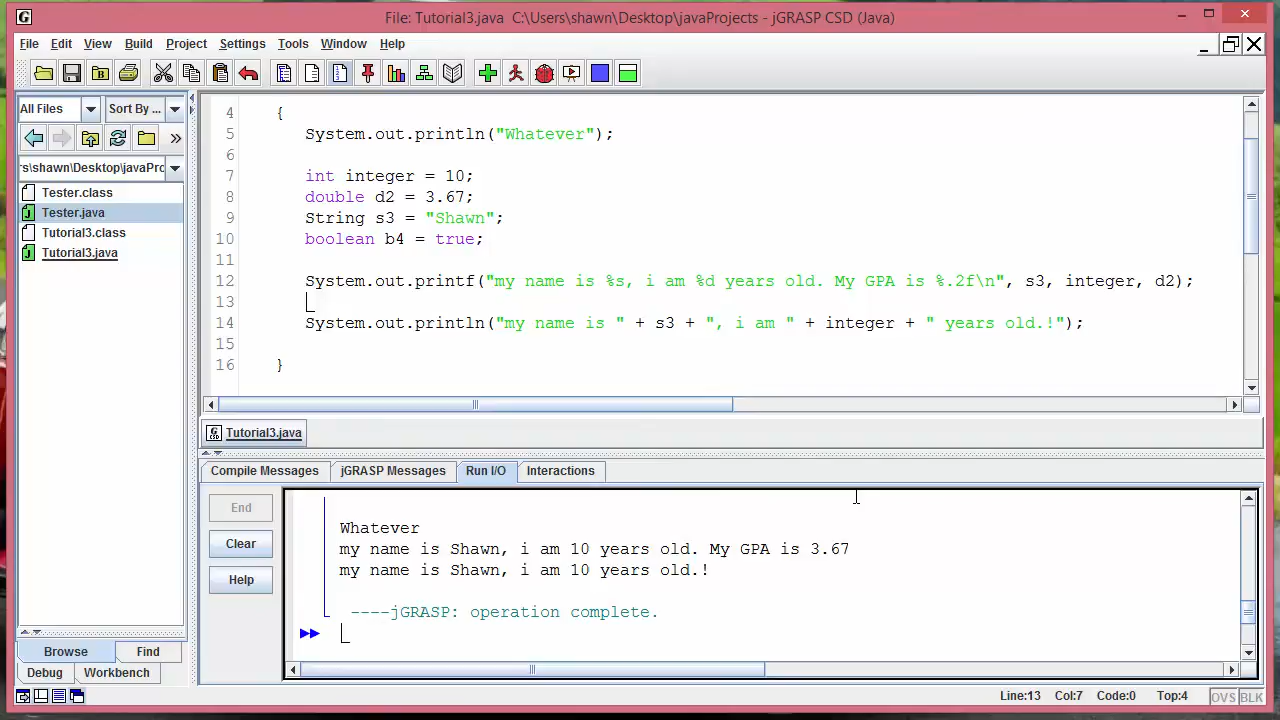 File: Tutorial3.java  C:\Users\shawn\Desktop\javaProjects - jGRASP CSD (Java)
File Edit View Build Project Settings Tools Window Help
All Files Sort By ...
rs\shawn\Desktop\javaPro
Tester.class
Tester.java
Tutorial3.class
Tutorial3.java
Browse Find
Debug Workbench
4 {
5 System.out.println("Whatever");
6
7 int integer = 10;
8 double d2 = 3.67;
9 String s3 = "Shawn";
10 boolean b4 = true;
11
12 System.out.printf("my name is %s, i am %d years old. My GPA is %.2f\n", s3, integer, d2);
13
14 System.out.println("my name is " + s3 + ", i am " + integer + " years old.!");
15
16 }
Tutorial3.java
Compile Messages jGRASP Messages Run I/O Interactions
End
Clear
Help
Whatever
my name is Shawn, i am 10 years old. My GPA is 3.67
my name is Shawn, i am 10 years old.!
----jGRASP: operation complete.
Line:13 Col:7 Code:0 Top:4 OVS BLK